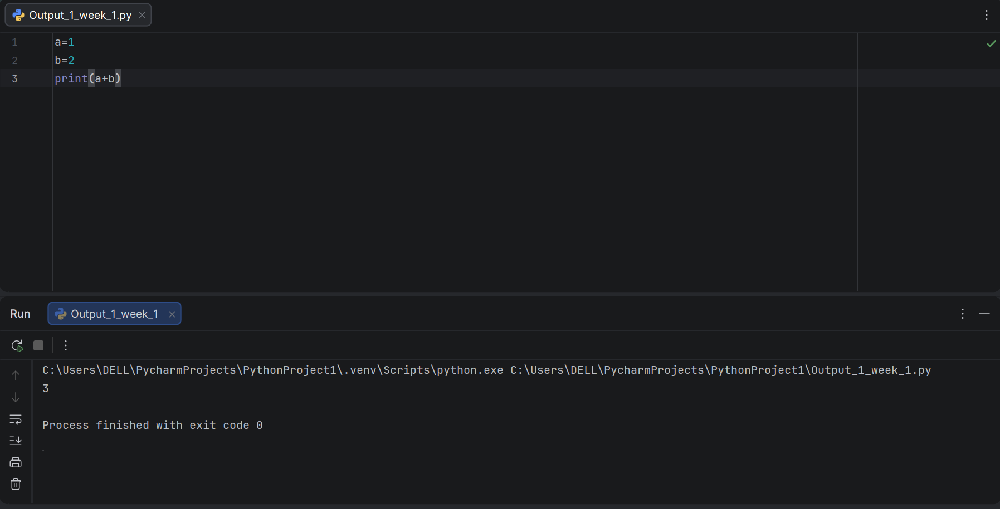 Output_1_week_1.py
1 a=1
2 b=2
3 print(a+b)
Run Output_1_week_1
C:\Users\DELL\PycharmProjects\PythonProject1\.venv\Scripts\python.exe C:\Users\DELL\PycharmProjects\PythonProject1\Output_1_week_1.py
3
Process finished with exit code 0